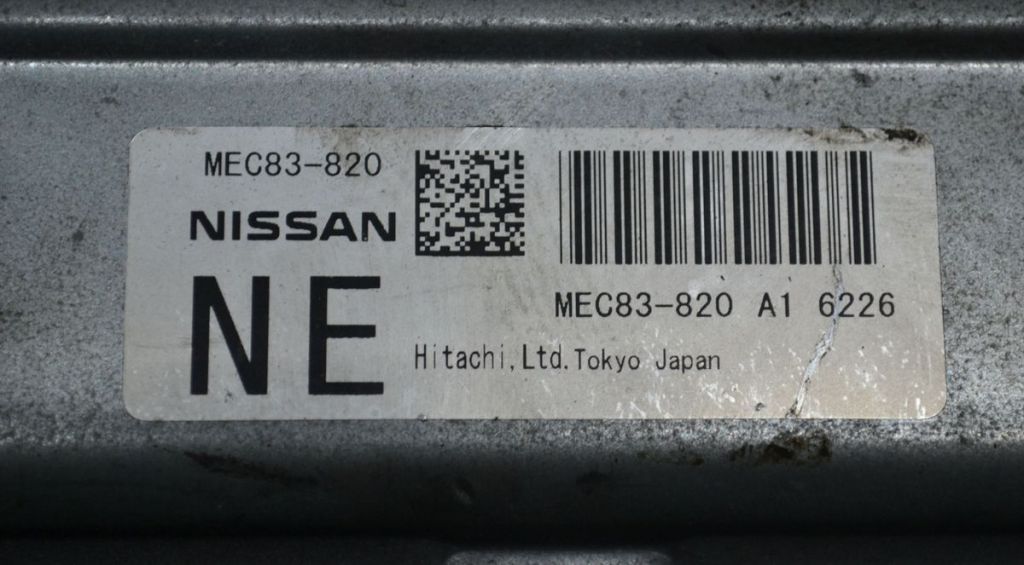 MEC83-820
NISSAN
NE
MEC83-820 A1 6226
Hitachi,Ltd.Tokyo Japan